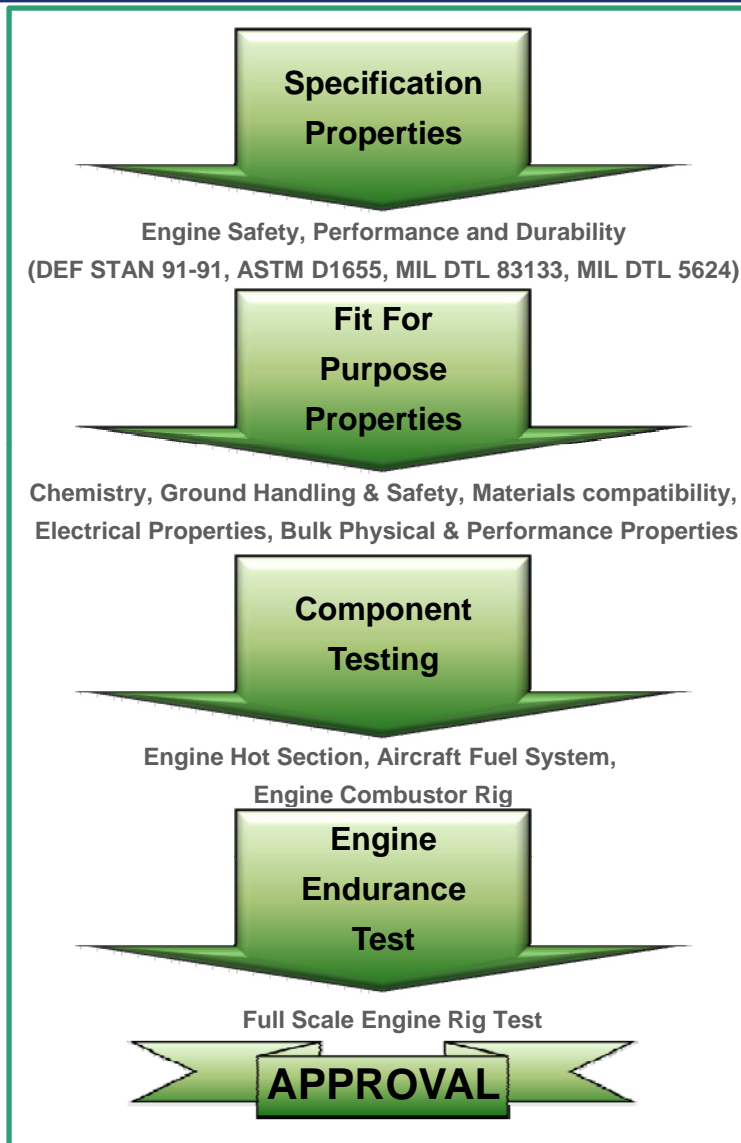 Specification
Properties
Engine Safety, Performance and Durability
(DEF STAN 91-91, ASTM D1655, MIL DTL 83133, MIL DTL 5624)
Fit For
Purpose
Properties
Chemistry, Ground Handling & Safety, Materials compatibility,
Electrical Properties, Bulk Physical & Performance Properties
Component
Testing
Engine Hot Section, Aircraft Fuel System,
Engine Combustor Rig
Engine
Endurance
Test
Full Scale Engine Rig Test
APPROVAL